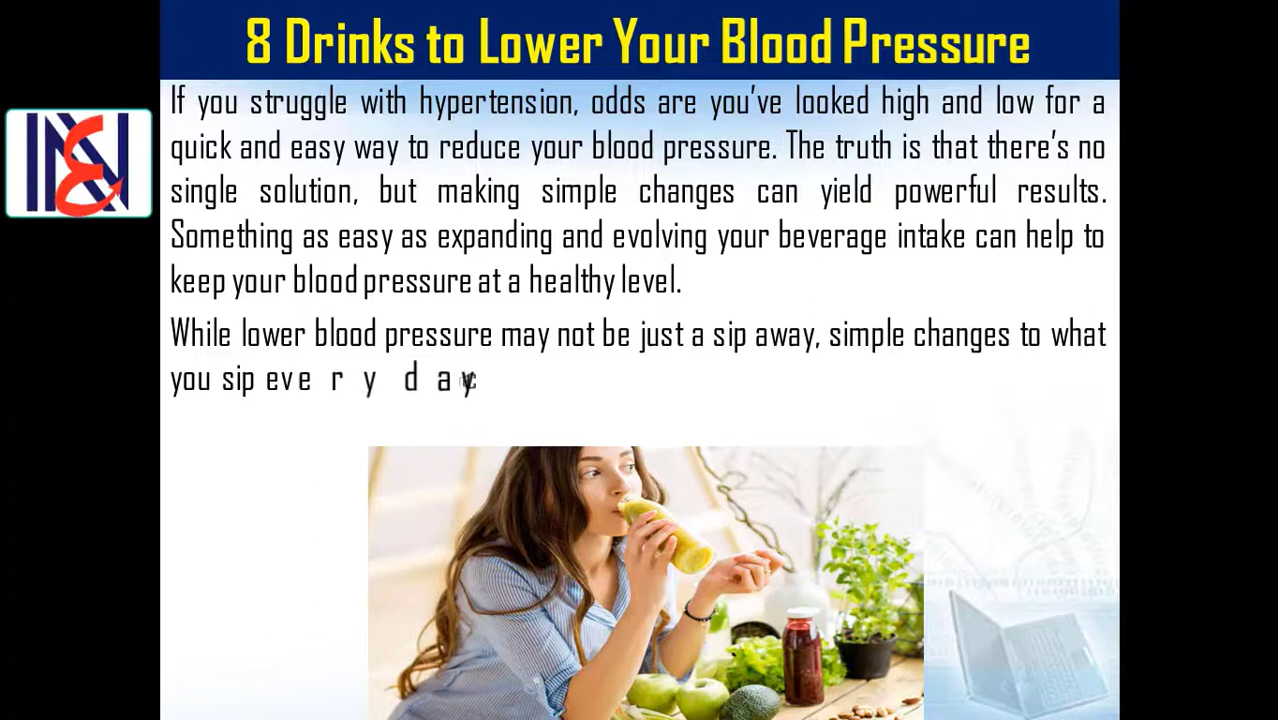 8 Drinks to Lower Your Blood Pressure
If you struggle with hypertension, odds are you've looked high and low for a
quick and easy way to reduce your blood pressure. The truth is that there's no
single solution, but making simple changes can yield powerful results.
Something as easy as expanding and evolving your beverage intake can help to
keep your blood pressure at a healthy level.
While lower blood pressure may not be just a sip away, simple changes to what
you sip every day